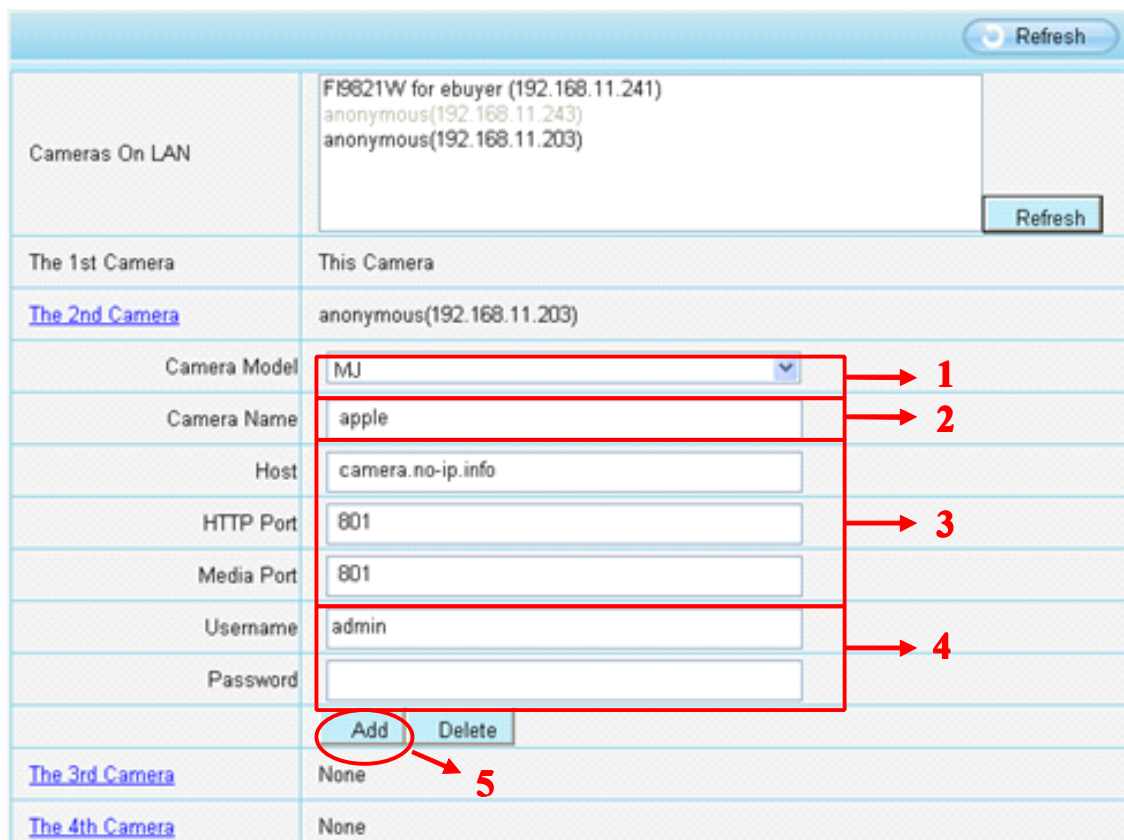 Refresh
FI9821W for ebuyer (192.168.11.241)
anonymous(192.168.11.243)
anonymous(192.168.11.203)
Cameras On LAN
Refresh
The 1st Camera This Camera
The 2nd Camera anonymous(192.168.11.203)
Camera Model MJ 1
Camera Name apple 2
Host camera.no-ip.info
HTTP Port 801 3
Media Port 801
Username admin
4
Password
Add Delete
5
The 3rd Camera None
The 4th Camera None